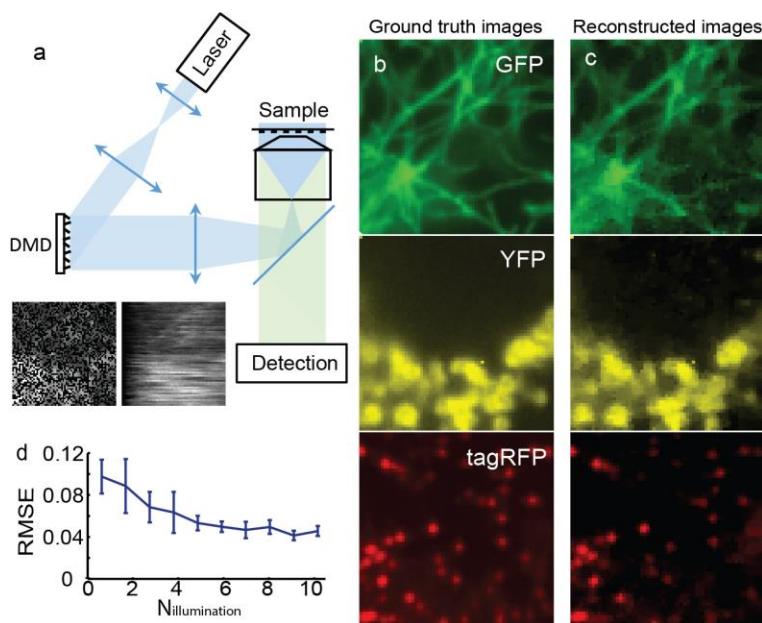 Ground truth images
Reconstructed images
a
Laser
Sample
DMD
Detection
b
GFP
c
YFP
tagRFP
d
0.12
0.08
0.04
0
RMSE
0 2 4 6 8 10
Nillumination